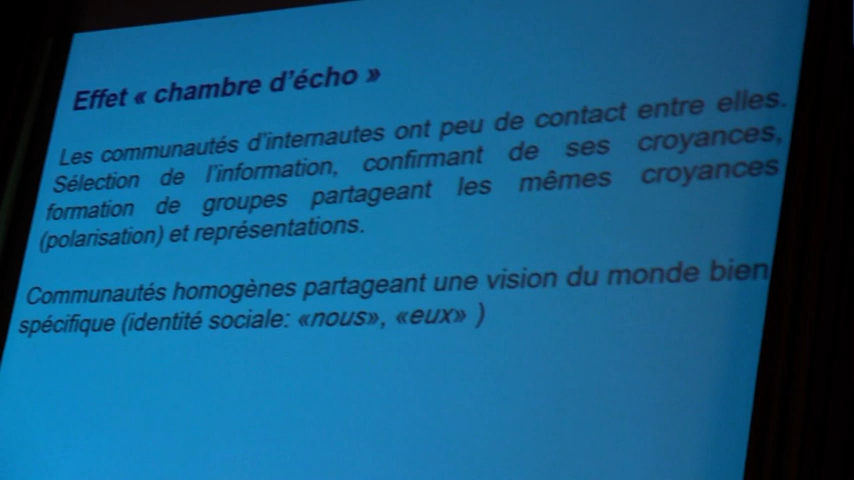 Effet « chambre d'écho »
Les communautés d'internautes ont peu de contact entre elles.
Sélection de l'information, confirmant de ses croyances,
formation de groupes partageant les mêmes croyances
(polarisation) et représentations.
Communautés homogènes partageant une vision du monde bien
spécifique (identité sociale: «nous», «eux» )